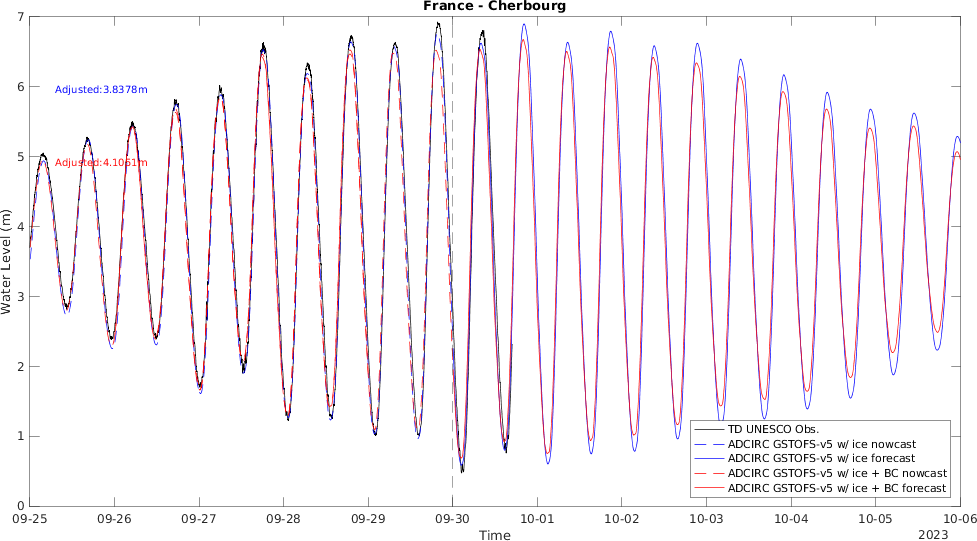 France - Cherbourg
7
6
5
4
3
2
1
0
Water Level (m)
Adjusted:3.8378m
Adjusted:4.1061m
TD UNESCO Obs.
ADCIRC GSTOFS-v5 w/ ice nowcast
ADCIRC GSTOFS-v5 w/ ice forecast
ADCIRC GSTOFS-v5 w/ ice + BC nowcast
ADCIRC GSTOFS-v5 w/ ice + BC forecast
09-25 09-26 09-27 09-28 09-29 09-30 10-01 10-02 10-03 10-04 10-05 10-06
Time
2023